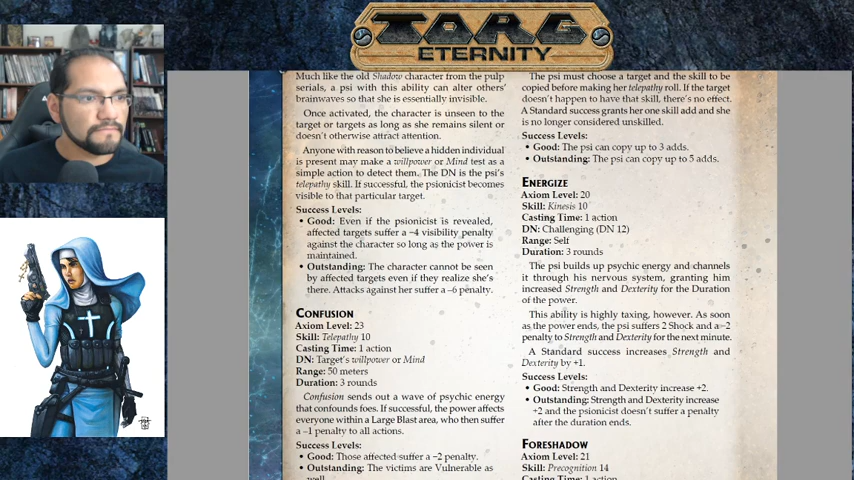 TORG
ETERNITY
Much like the old Shadow character from the pulp
serials, a psi with this ability can alter others'
brainwaves so that she is essentially invisible.
Once activated, the character is unseen to the
target or targets as long as she remains silent or
doesn't otherwise attract attention.
Anyone with reason to believe a hidden individual
is present may make a willpower or Mind test as a
simple action to detect them. The DN is the psi's
telepathy skill. If successful, the psionicist becomes
visible to that particular target.
Success Levels:
• Good: Even if the psionicist is revealed,
affected targets suffer a −4 visibility penalty
against the character so long as the power is
maintained.
• Outstanding: The character cannot be seen
by affected targets even if they realize she's
there. Attacks against her suffer a –6 penalty.
CONFUSION
Axiom Level: 23
Skill: Telepathy 10
Casting Time: 1 action
DN: Target's willpower or Mind
Range: 50 meters
Duration: 3 rounds
Confusion sends out a wave of psychic energy
that confounds foes. If successful, the power affects
everyone within a Large Blast area, who then suffer
a –1 penalty to all actions.
Success Levels:
• Good: Those affected suffer a −2 penalty.
• Outstanding: The victims are Vulnerable as
well.
The psi must choose a target and the skill to be
copied before making her telepathy roll. If the target
doesn't happen to have that skill, there's no effect.
A Standard success grants her one skill add and she
is no longer considered unskilled.
Success Levels:
• Good: The psi can copy up to 3 adds.
• Outstanding: The psi can copy up to 5 adds.
ENERGIZE
Axiom Level: 20
Skill: Kinesis 10
Casting Time: 1 action
DN: Challenging (DN 12)
Range: Self
Duration: 3 rounds
The psi builds up psychic energy and channels
it through his nervous system, granting him
increased Strength and Dexterity for the Duration
of the power.
This ability is highly taxing, however. As soon
as the power ends, the psi suffers 2 Shock and a −2
penalty to Strength and Dexterity for the next minute.
A Standard success increases Strength and
Dexterity by +1.
Success Levels:
• Good: Strength and Dexterity increase +2.
• Outstanding: Strength and Dexterity increase
+2 and the psionicist doesn't suffer a penalty
after the duration ends.
FORESHADOW
Axiom Level: 21
Skill: Precognition 14
Casting Time: 1 action